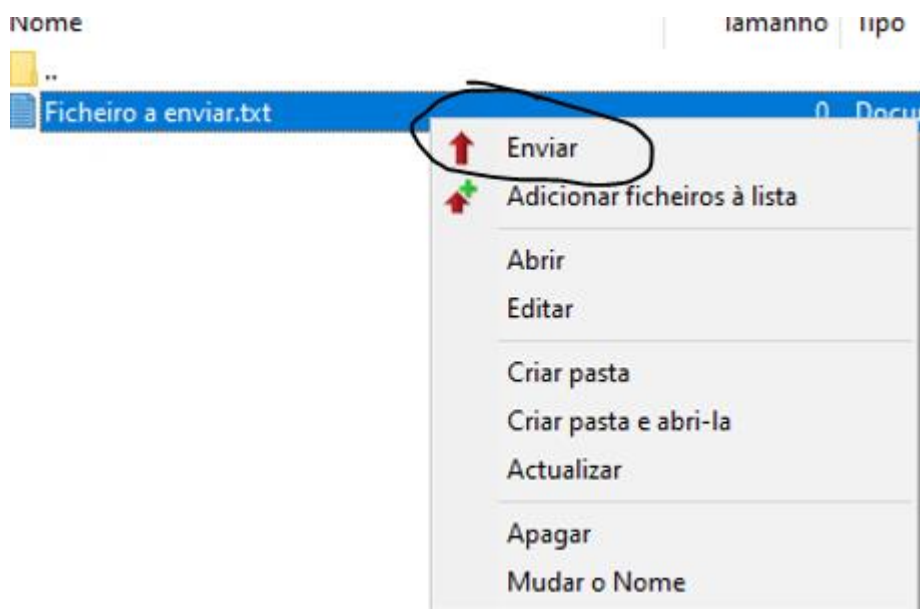 Nome Tamanho Tipo
..
Ficheiro a enviar.txt 0 Docu
Enviar
Adicionar ficheiros à lista
Abrir
Editar
Criar pasta
Criar pasta e abri-la
Actualizar
Apagar
Mudar o Nome